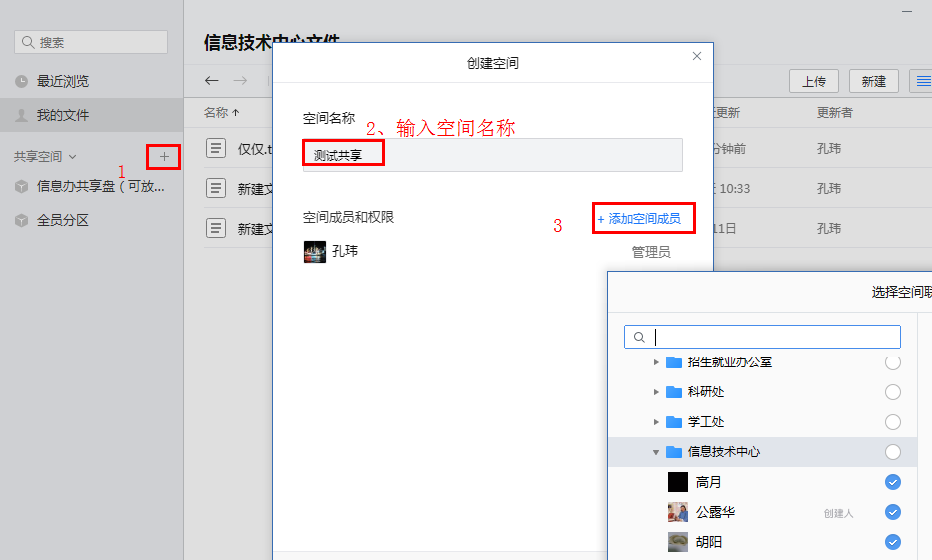 搜索
最近浏览
我的文件
共享空间
信息办共享盘（可放...
全员分区
1
信息技术中心文件
上传
新建
名称
更新
更新者
仅仅.t
分钟前
孔玮
新建文
10:33
孔玮
新建文
11日
孔玮
创建空间
空间名称
2、输入空间名称
测试共享
空间成员和权限
3
+ 添加空间成员
孔玮
管理员
选择空间联
招生就业办公室
科研处
学工处
信息技术中心
高月
公露华
创建人
胡阳